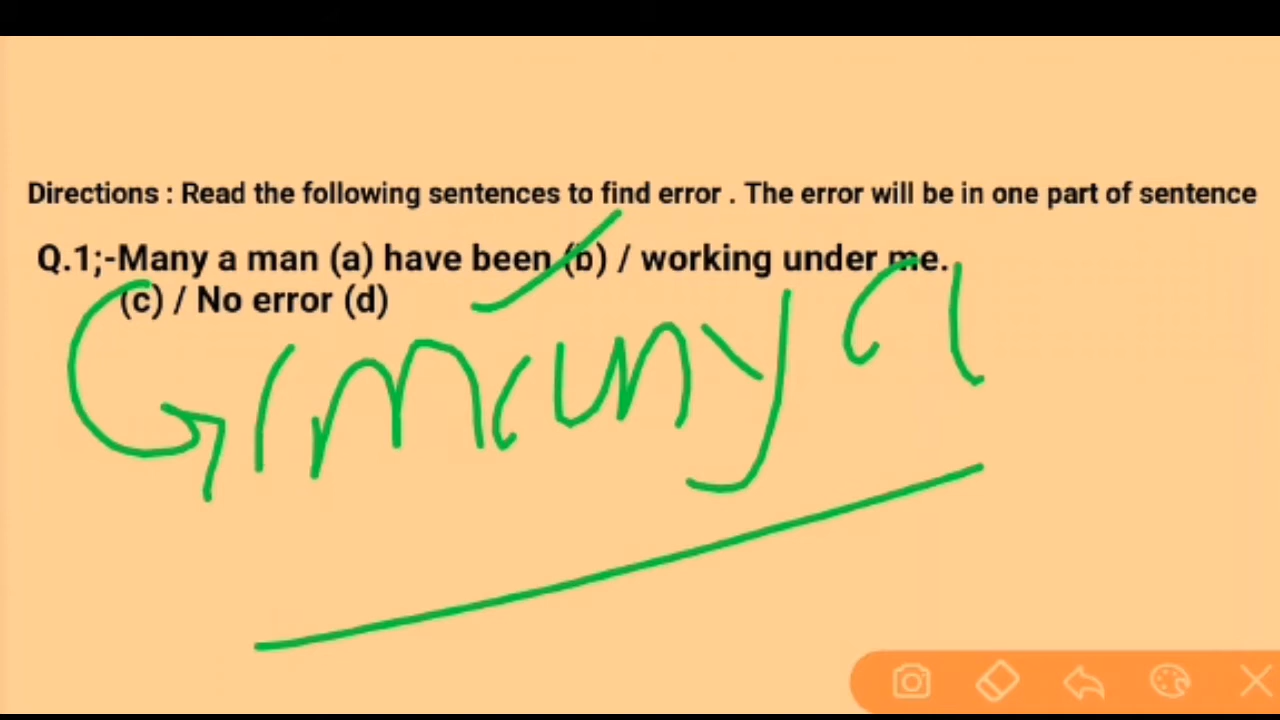 Directions : Read the following sentences to find error . The error will be in one part of sentence
Q.1;-Many a man (a) have been (b) / working under me.
(c) / No error (d)
many a